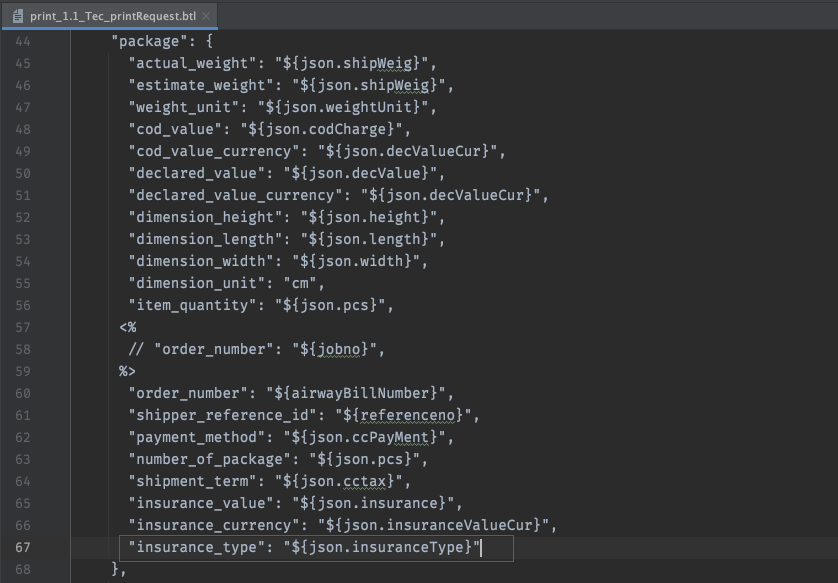 print_1.1_Tec_printRequest.btl
44 "package": {
45 "actual_weight": "${json.shipWeig}",
46 "estimate_weight": "${json.shipWeig}",
47 "weight_unit": "${json.weightUnit}",
48 "cod_value": "${json.codCharge}",
49 "cod_value_currency": "${json.decValueCur}",
50 "declared_value": "${json.decValue}",
51 "declared_value_currency": "${json.decValueCur}",
52 "dimension_height": "${json.height}",
53 "dimension_length": "${json.length}",
54 "dimension_width": "${json.width}",
55 "dimension_unit": "cm",
56 "item_quantity": "${json.pcs}",
57 <%
58 // "order_number": "${jobno}",
59 %>
60 "order_number": "${airwayBillNumber}",
61 "shipper_reference_id": "${referenceno}",
62 "payment_method": "${json.ccPayMent}",
63 "number_of_package": "${json.pcs}",
64 "shipment_term": "${json.cctax}",
65 "insurance_value": "${json.insurance}",
66 "insurance_currency": "${json.insuranceValueCur}",
67 "insurance_type": "${json.insuranceType}"
68 },